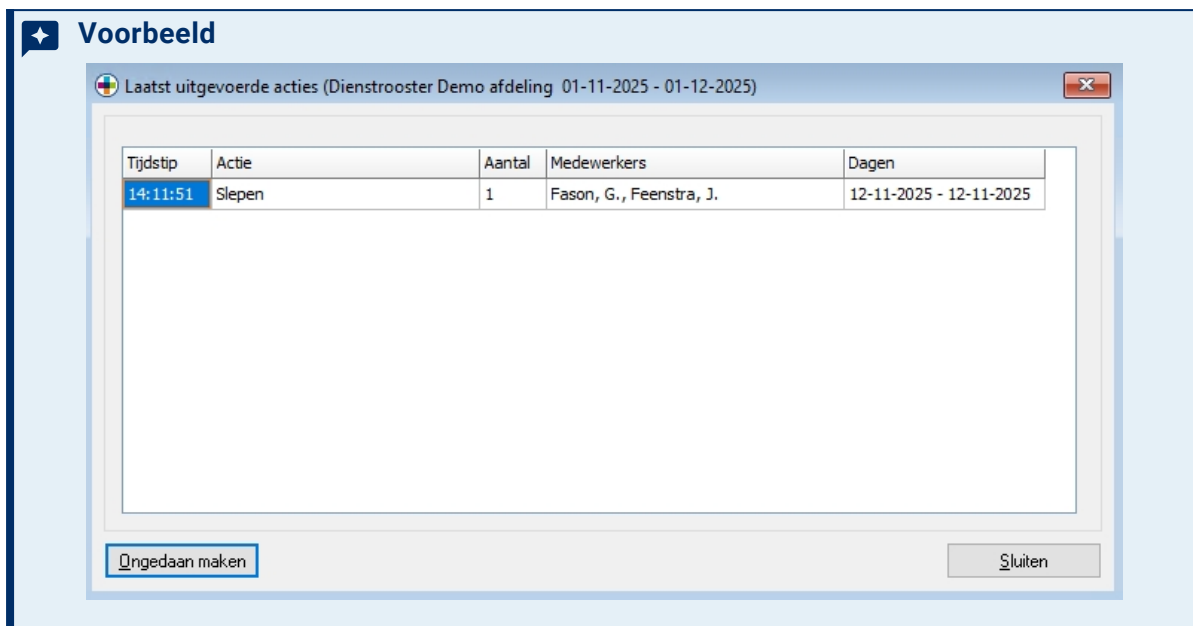 Voorbeeld
Laatst uitgevoerde acties (Dienstrooster Demo afdeling 01-11-2025 - 01-12-2025)
Tijdstip Actie Aantal Medewerkers Dagen
14:11:51 Slepen 1 Fason, G., Feenstra, J. 12-11-2025 - 12-11-2025
Ongedaan maken Sluiten